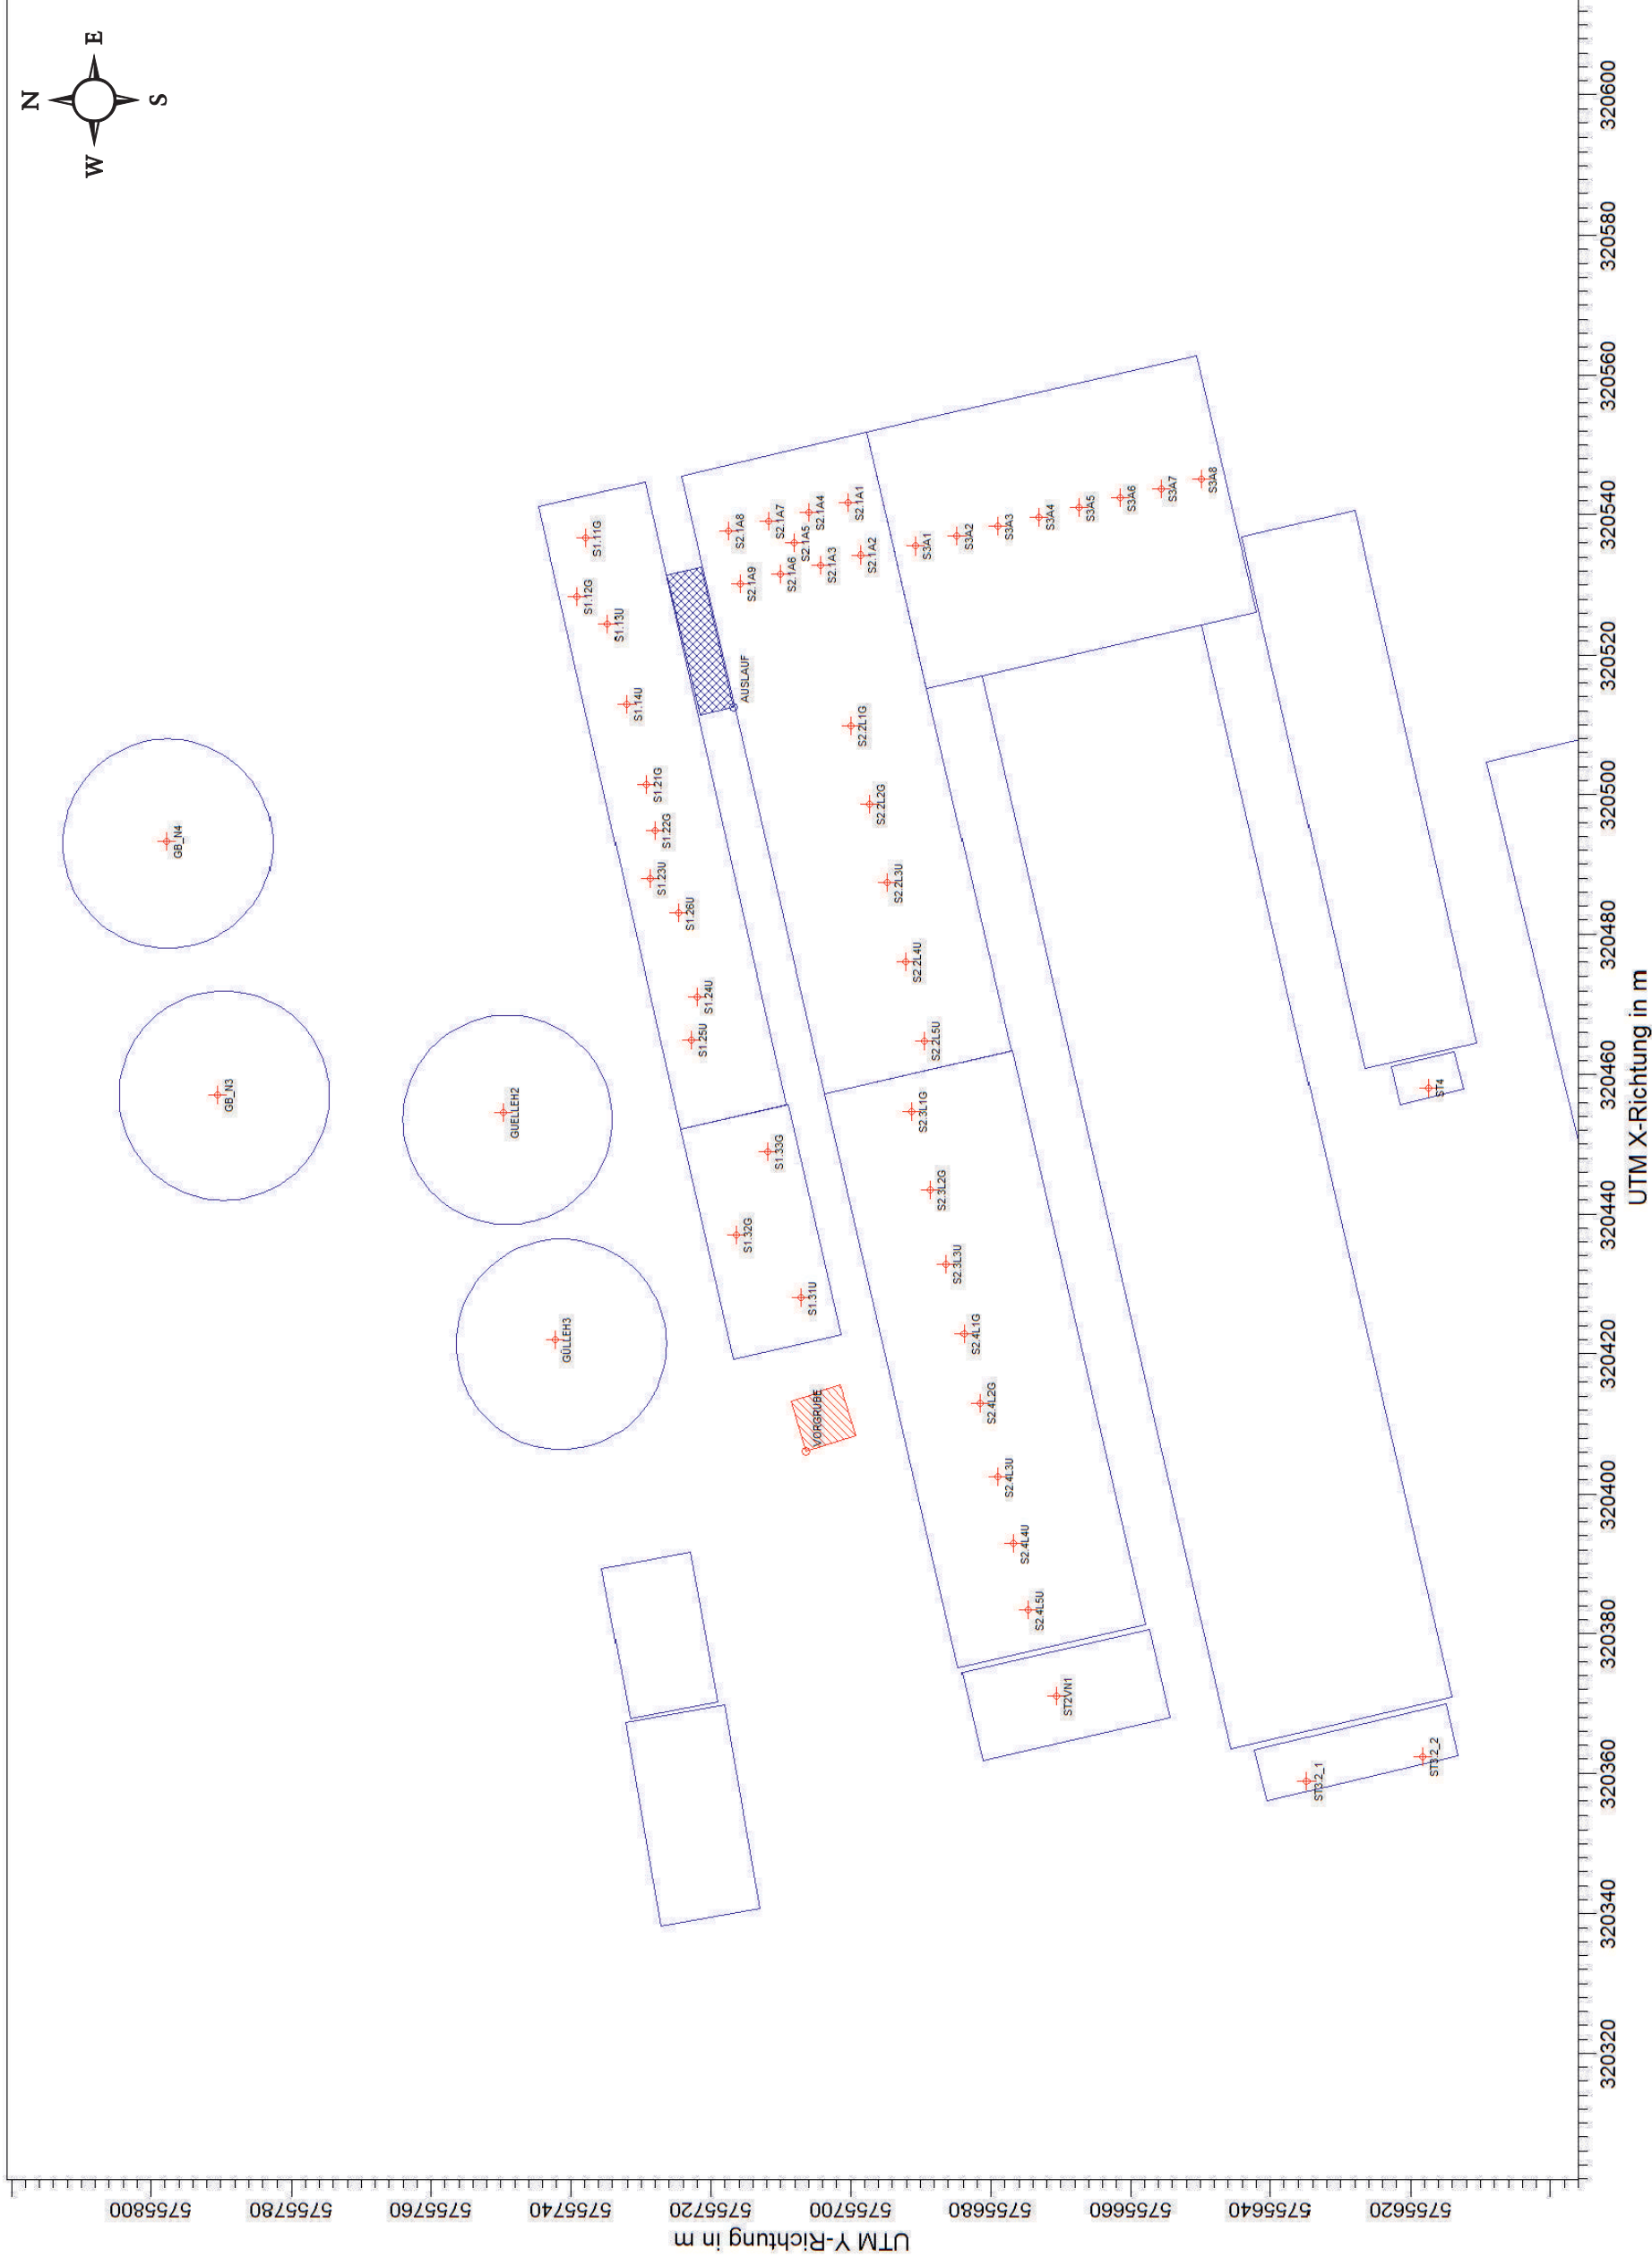 N
W
E
S
GB_N4
GB_N3
GUELLEH2
GÜLLEH3
S1.11G
S1.12G
S1.13U
S1.14U
S1.21G
S1.22G
S1.23U
S1.26U
S1.24U
S1.25U
S1.33G
S1.32G
S1.31U
VORGRUBE
AUSLAUF
S2.1A8
S2.1A9
S2.1A7
S2.1A6
S2.1A5
S2.1A4
S2.1A3
S2.1A1
S2.1A2
S2.2L1G
S2.2L2G
S2.2L3U
S2.2L4U
S2.2L5U
S2.3L1G
S2.3L2G
S2.3L3U
S2.4L1G
S2.4L2G
S2.4L3U
S2.4L4U
S2.4L5U
ST2VN1
S3A1
S3A2
S3A3
S3A4
S3A5
S3A6
S3A7
S3A8
ST4
ST3.2_1
ST3.2_2
5755800
5755780
5755760
5755740
5755720
5755700
5755680
5755660
5755640
5755620
UTM Y-Richtung in m
320320
320340
320360
320380
320400
320420
320440
320460
320480
320500
320520
320540
320560
320580
320600
UTM X-Richtung in m